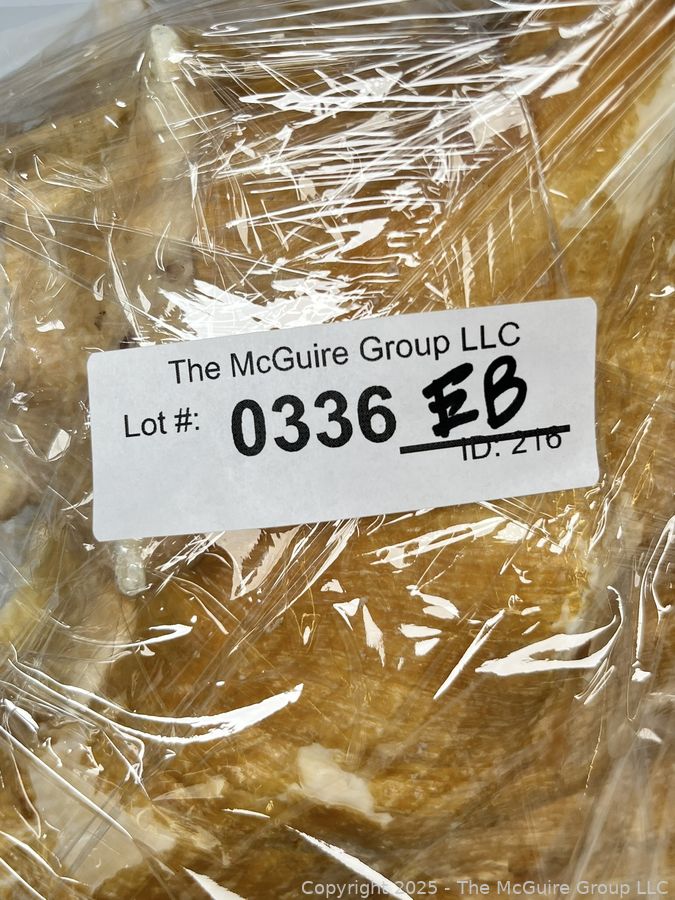 The McGuire Group LLC
Lot #: 0336 EB
ID: 216
Copyright 2025 - The McGuire Group LLC